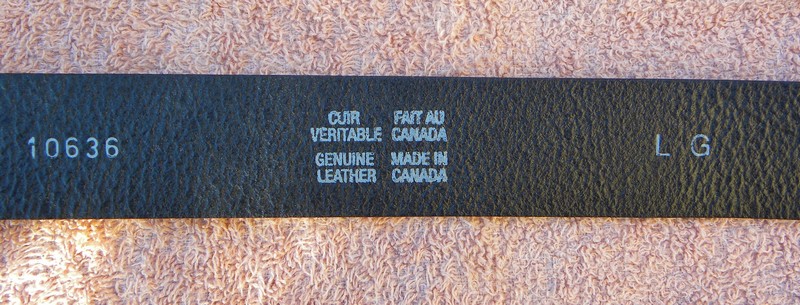 10636
CUIR FAIT AU
VERITABLE CANADA
GENUINE MADE IN
LEATHER CANADA
L G